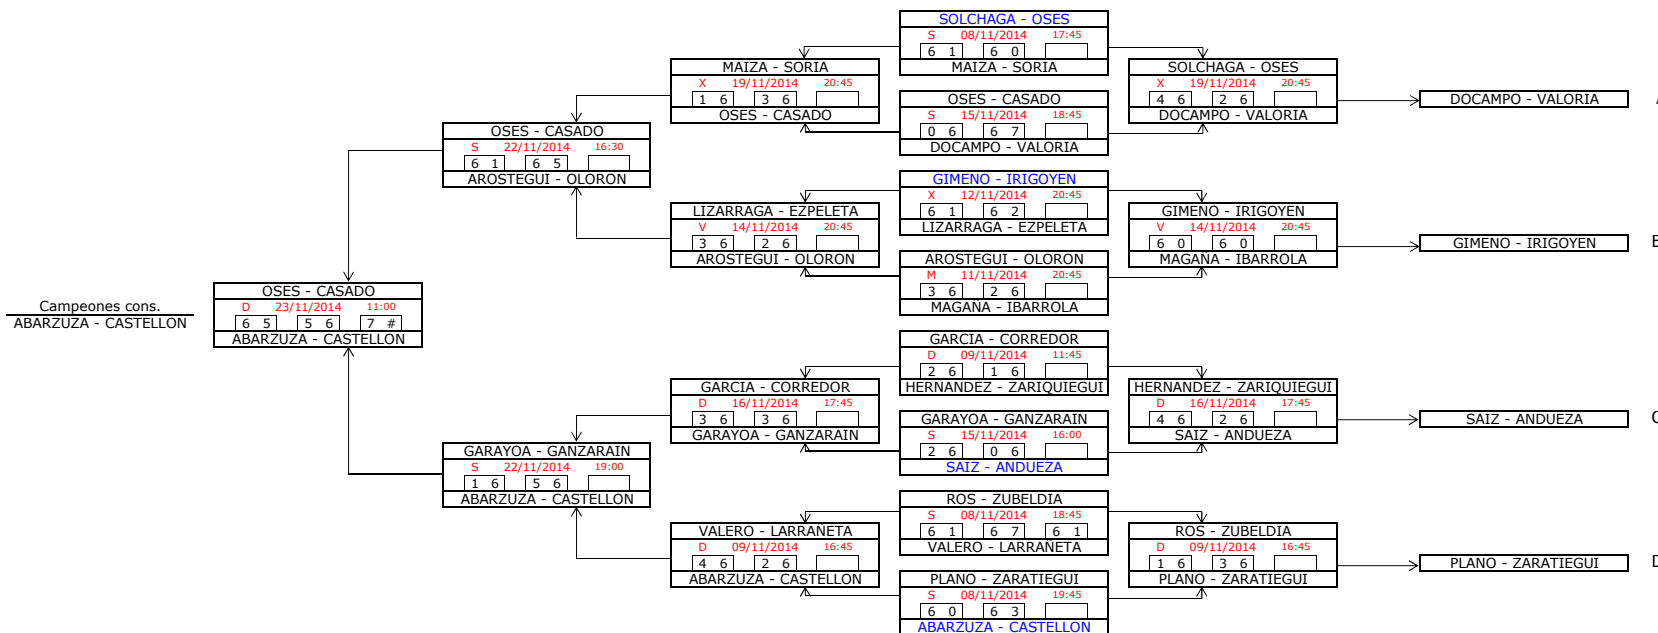 SOLCHAGA - OSES
S 08/11/2014 17:45
6 1 6 0
MAIZA - SORIA
OSES - CASADO
S 15/11/2014 18:45
0 6 6 7
DOCAMPO - VALORIA
GIMENO - IRIGOYEN
X 12/11/2014 20:45
6 1 6 2
LIZARRAGA - EZPELETA
AROSTEGUI - OLORON
M 11/11/2014 20:45
3 6 2 6
MAGAÑA - IBARROLA
GARCIA - CORREDOR
D 09/11/2014 11:45
2 6 1 6
HERNANDEZ - ZARIQUIEGUI
GARAYOA - GANZARAIN
S 15/11/2014 16:00
2 6 0 6
SAIZ - ANDUEZA
ROS - ZUBELDIA
S 08/11/2014 18:45
6 1 6 7 6 1
VALERO - LARRAÑETA
PLANO - ZARATIEGUI
S 08/11/2014 19:45
6 0 6 3
ABARZUZA - CASTELLON
MAIZA - SORIA
X 19/11/2014 20:45
1 6 3 6
OSES - CASADO
LIZARRAGA - EZPELETA
V 14/11/2014 20:45
3 6 2 6
AROSTEGUI - OLORON
GARCIA - CORREDOR
D 16/11/2014 17:45
3 6 3 6
GARAYOA - GANZARAIN
VALERO - LARRAÑETA
D 09/11/2014 16:45
4 6 2 6
ABARZUZA - CASTELLON
OSES - CASADO
S 22/11/2014 16:30
6 1 6 5
AROSTEGUI - OLORON
GARAYOA - GANZARAIN
S 22/11/2014 19:00
1 6 5 6
ABARZUZA - CASTELLON
OSES - CASADO
D 23/11/2014 11:00
6 5 5 6 7 #
ABARZUZA - CASTELLON
Campeones cons.
ABARZUZA - CASTELLON
SOLCHAGA - OSES
X 19/11/2014 20:45
4 6 2 6
DOCAMPO - VALORIA
GIMENO - IRIGOYEN
V 14/11/2014 20:45
6 0 6 0
MAGAÑA - IBARROLA
HERNANDEZ - ZARIQUIEGUI
D 16/11/2014 17:45
4 6 2 6
SAIZ - ANDUEZA
ROS - ZUBELDIA
D 09/11/2014 16:45
1 6 3 6
PLANO - ZARATIEGUI
DOCAMPO - VALORIA
GIMENO - IRIGOYEN
SAIZ - ANDUEZA
PLANO - ZARATIEGUI